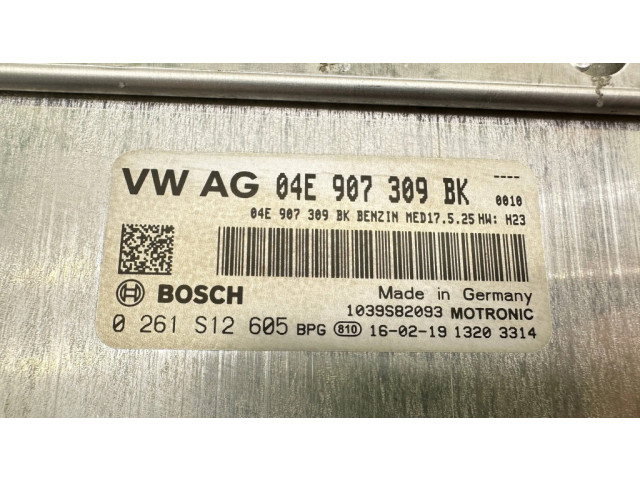 ----
VW AG 04E 907 309 BK 0010
04E 907 309 BK BENZIN MED17.5.25 HW: H23
BOSCH Made in Germany
1039S82093 MOTRONIC
0 261 S12 605 BPG 810 16-02-19 1320 3314